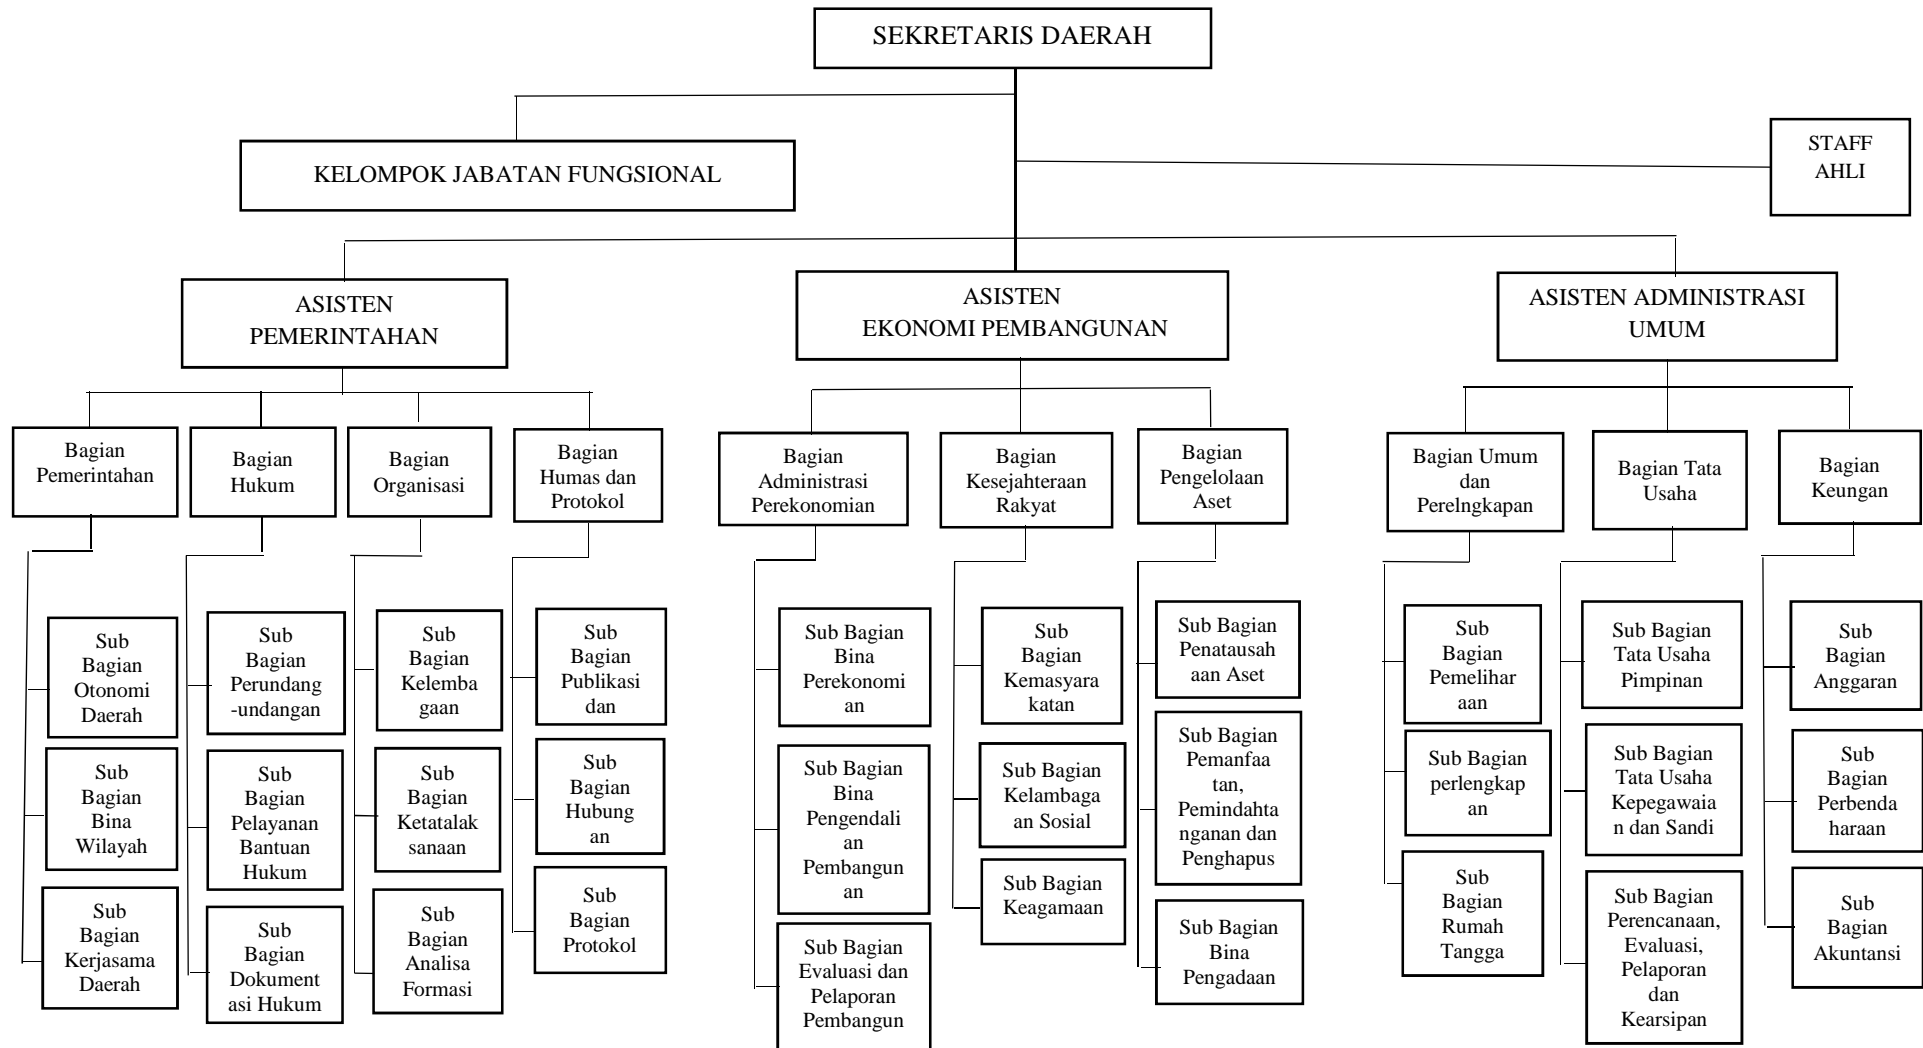 SEKRETARIS DAERAH
KELOMPOK JABATAN FUNGSIONAL
STAFF
AHLI
ASISTEN
PEMERINTAHAN
ASISTEN
EKONOMI PEMBANGUNAN
ASISTEN ADMINISTRASI
UMUM
Bagian
Pemerintahan
Bagian
Hukum
Bagian
Organisasi
Bagian
Humas dan
Protokol
Bagian
Administrasi
Perekonomian
Bagian
Kesejahteraan
Rakyat
Bagian
Pengelolaan
Aset
Bagian Umum
dan
Perelngkapan
Bagian Tata
Usaha
Bagian
Keungan
Sub
Bagian
Otonomi
Daerah
Sub
Bagian
Perundang
-undangan
Sub
Bagian
Kelemba
gaan
Sub
Bagian
Publikasi
dan
Sub Bagian
Bina
Perekonomi
an
Sub
Bagian
Kemasyara
katan
Sub Bagian
Penatausah
aan Aset
Sub
Bagian
Pemelihar
aan
Sub Bagian
Tata Usaha
Pimpinan
Sub
Bagian
Anggaran
Sub
Bagian
Bina
Wilayah
Sub
Bagian
Pelayanan
Bantuan
Hukum
Sub
Bagian
Ketatalak
sanaan
Sub
Bagian
Hubung
an
Sub Bagian
Bina
Pengendali
an
Pembangun
an
Sub Bagian
Kelambaga
an Sosial
Sub Bagian
Pemanfaa
tan,
Pemindahta
nganan dan
Penghapus
Sub Bagian
perlengkap
an
Sub Bagian
Tata Usaha
Kepegawaia
n dan Sandi
Sub
Bagian
Perbenda
haraan
Sub
Bagian
Kerjasama
Daerah
Sub
Bagian
Dokument
asi Hukum
Sub
Bagian
Analisa
Formasi
Sub
Bagian
Protokol
Sub Bagian
Evaluasi dan
Pelaporan
Pembangun
Sub Bagian
Keagamaan
Sub Bagian
Bina
Pengadaan
Sub
Bagian
Rumah
Tangga
Sub Bagian
Perencanaan,
Evaluasi,
Pelaporan
dan
Kearsipan
Sub
Bagian
Akuntansi